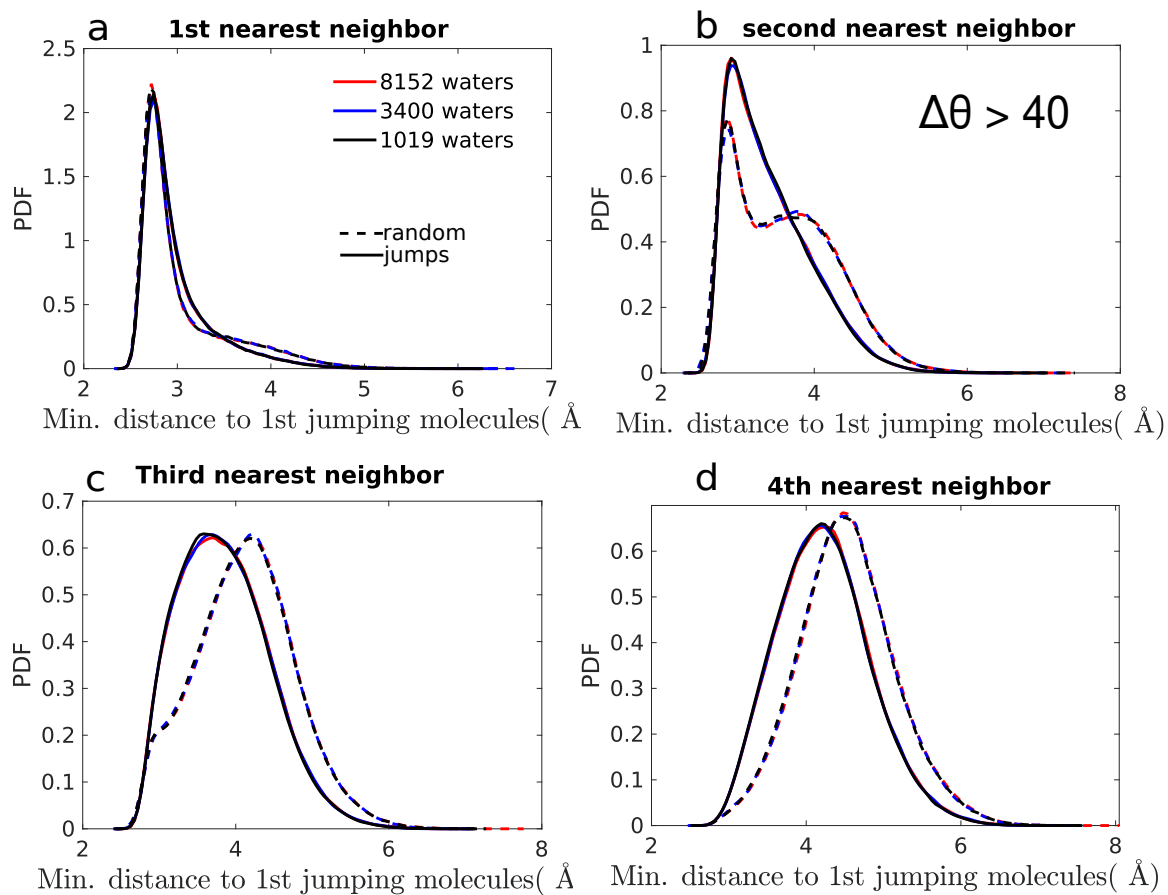 a
1st nearest neighbor
2.5
2
1.5
1
0.5
0
PDF
8152 waters
3400 waters
1019 waters
random
jumps
2 3 4 5 6 7
Min. distance to 1st jumping molecules( Å
b
second nearest neighbor
1
0.8
0.6
0.4
0.2
0
PDF
Δθ > 40
2 4 6 8
Min. distance to 1st jumping molecules( Å)
c
Third nearest neighbor
0.7
0.6
0.5
0.4
0.3
0.2
0.1
0
PDF
2 4 6 8
Min. distance to 1st jumping molecules( Å
d
4th nearest neighbor
0.6
0.5
0.4
0.3
0.2
0.1
0
PDF
2 4 6 8
Min. distance to 1st jumping molecules( Å)